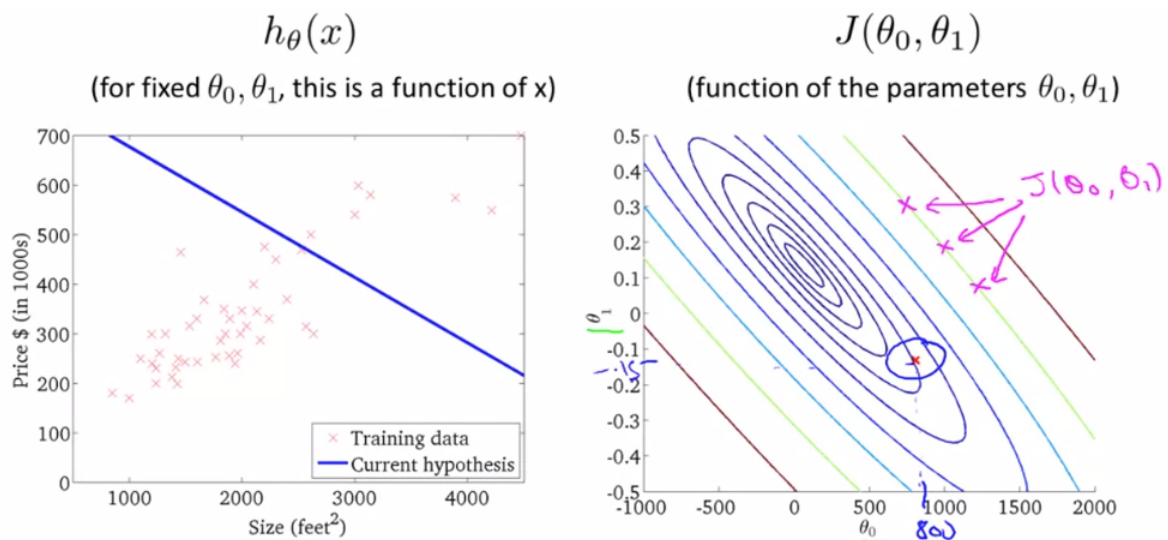 hθ(x)
(for fixed θ0, θ1, this is a function of x)
700
600
500
400
300
200
100
0
Price $ (in 1000s)
1000
2000
3000
4000
Size (feet²)
Training data
Current hypothesis
J(θ0, θ1)
(function of the parameters θ0, θ1)
0.5
0.4
0.3
0.2
0.1
0
-0.1
-0.2
-0.3
-0.4
-0.5
θ1
-.15
J(θ0, θ1)
-1000
-500
0
500
1000
1500
2000
θ0
800